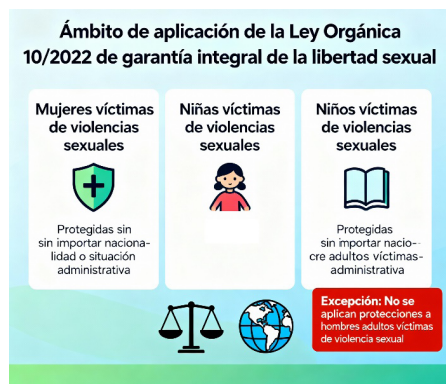 Ámbito de aplicación de la Ley Orgánica
10/2022 de garantía integral de la libertad sexual
Mujeres víctimas
de violencias
sexuales
Protegidas sin
sin importar naciona-
lidad o situación
administrativa
Niñas víctimas
de violencias
sexuales
Niños víctimas
de violencias
sexuales
Protegidas
sin importar nacio-
cre adultos víctimas-
administrativa
Excepción: No se
aplican protecciones a
hombres adultos víctimas
de violencia sexual